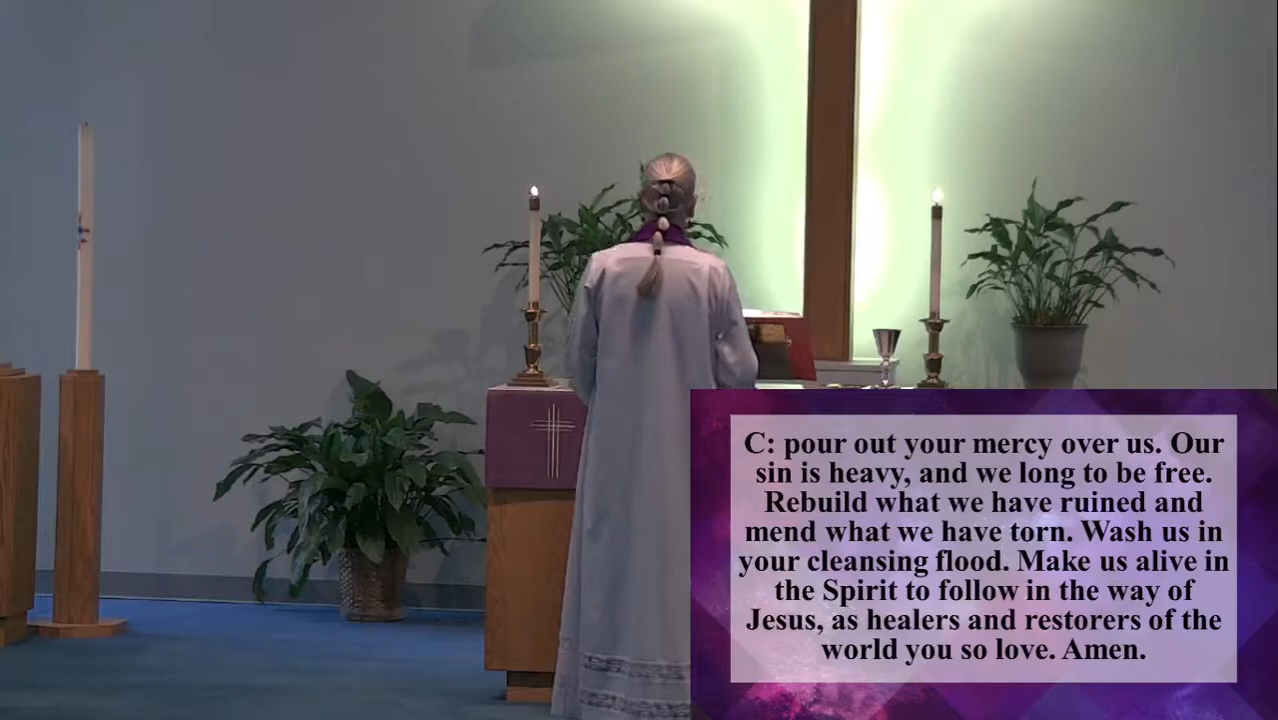 C: pour out your mercy over us. Our
sin is heavy, and we long to be free.
Rebuild what we have ruined and
mend what we have torn. Wash us in
your cleansing flood. Make us alive in
the Spirit to follow in the way of
Jesus, as healers and restorers of the
world you so love. Amen.